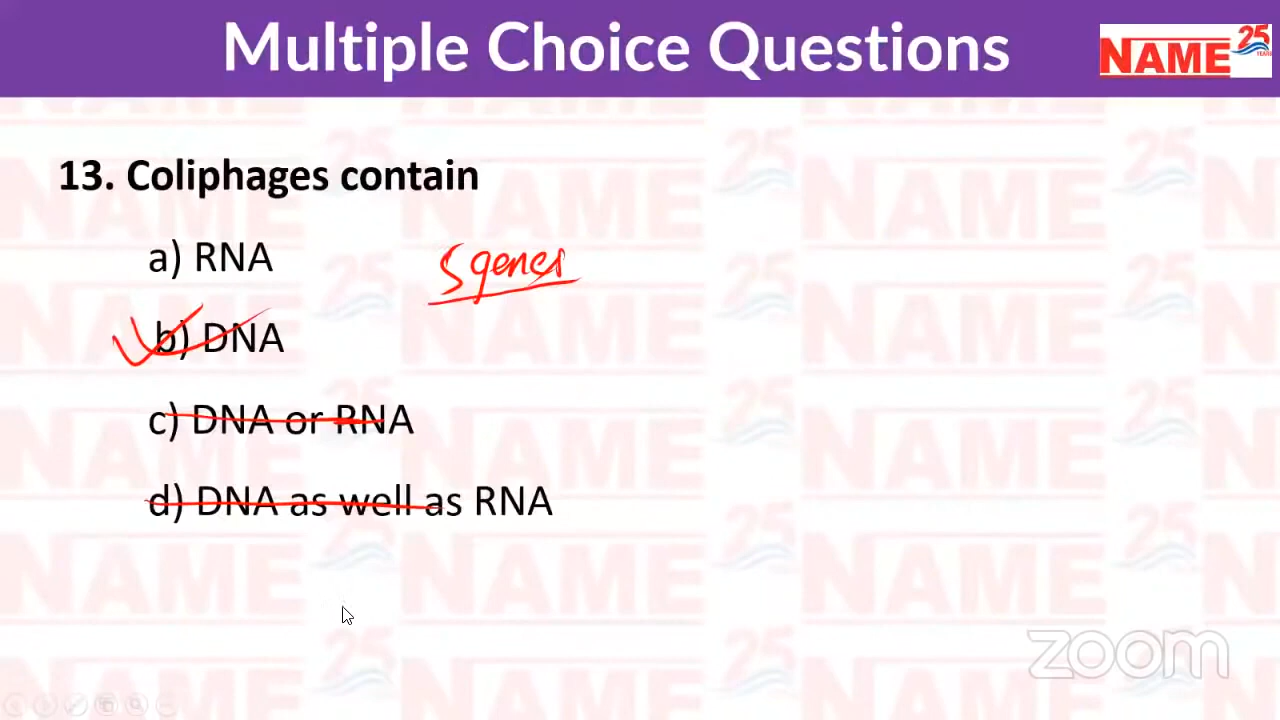 Multiple Choice Questions
NAME 25 YEARS
13. Coliphages contain
a) RNA
5 genes
b) DNA
c) DNA or RNA
d) DNA as well as RNA
zoom